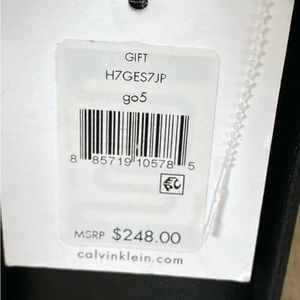 GIFT
H7GES7JP
go5
8 85719 10578 5
MSRP $248.00
calvinklein.com